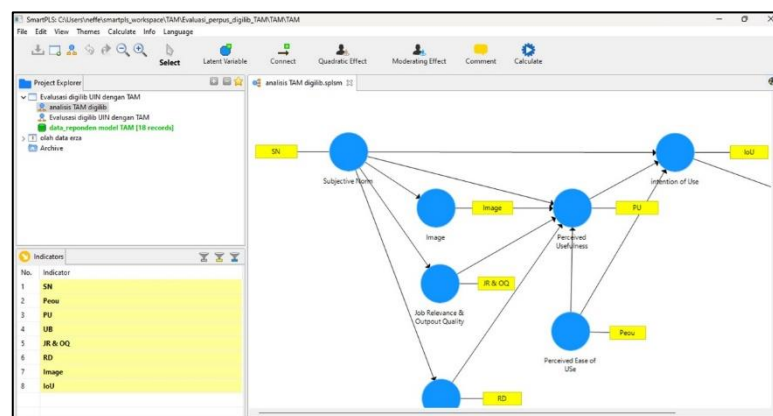 SmartPLS: C:\Users\neffe\smartpls_workspace\TAM\Evaluasi_perpus_digilib_TAM\TAM\TAM
File Edit View Themes Calculate Info Language
Select
Latent Variable
Connect
Quadratic Effect
Moderating Effect
Comment
Calculate
Project Explorer
Evalusasi digilib UIN dengan TAM
analisis TAM digilib
Evaluasi digilib UIN dengan TAM
data_reponden model TAM [18 records]
olah data erza
Archive
Indicators
No. Indicator
1 SN
2 Peou
3 PU
4 UB
5 JR & OQ
6 RD
7 Image
8 IoU
analisis TAM digilib.splsm
SN
Subjective Norm
IoU
Intention of Use
Image
Image
PU
Perceived
Usefulness
JR & OQ
Job Relevance &
Outpout Quality
Peou
Perceived Ease of
USe
RD